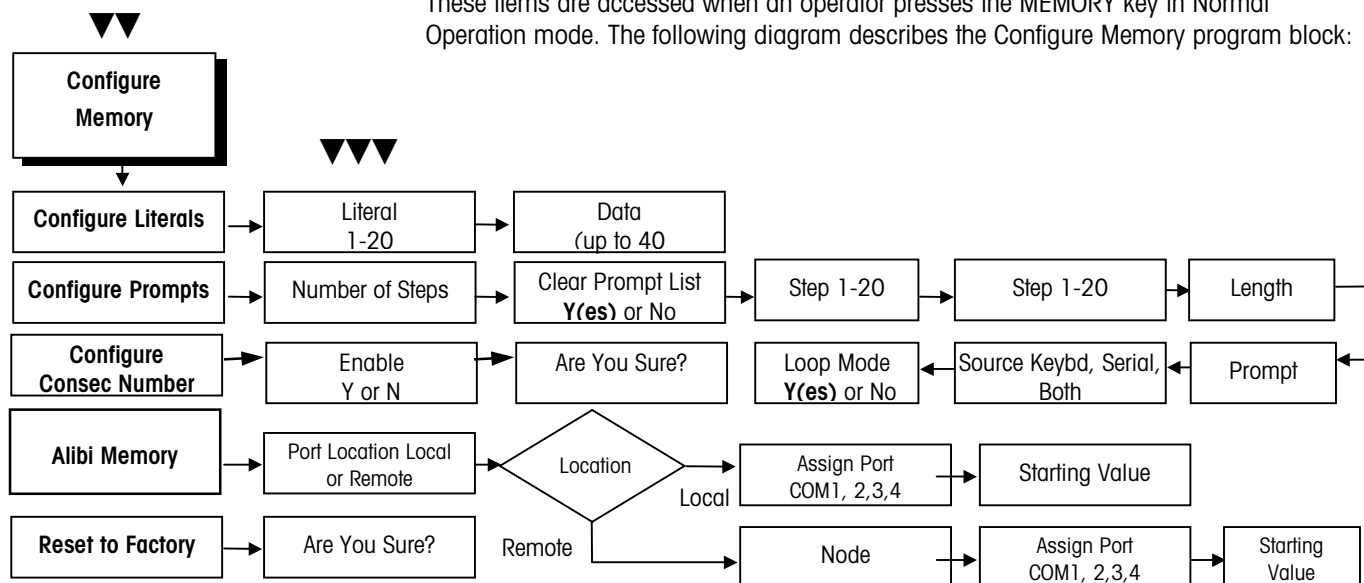 These items are accessed when an operator presses the MEMORY key in Normal
Operation mode. The following diagram describes the Configure Memory program block:
Configure
Memory
Configure Literals
Literal
1-20
Data
(up to 40
Configure Prompts
Number of Steps
Clear Prompt List
Y(es) or No
Step 1-20
Step 1-20
Length
Configure
Consec Number
Enable
Y or N
Are You Sure?
Loop Mode
Y(es) or No
Source Keybd, Serial,
Both
Prompt
Alibi Memory
Port Location Local
or Remote
Location
Local
Assign Port
COM1, 2,3,4
Starting Value
Reset to Factory
Are You Sure?
Remote
Node
Assign Port
COM1, 2,3,4
Starting
Value